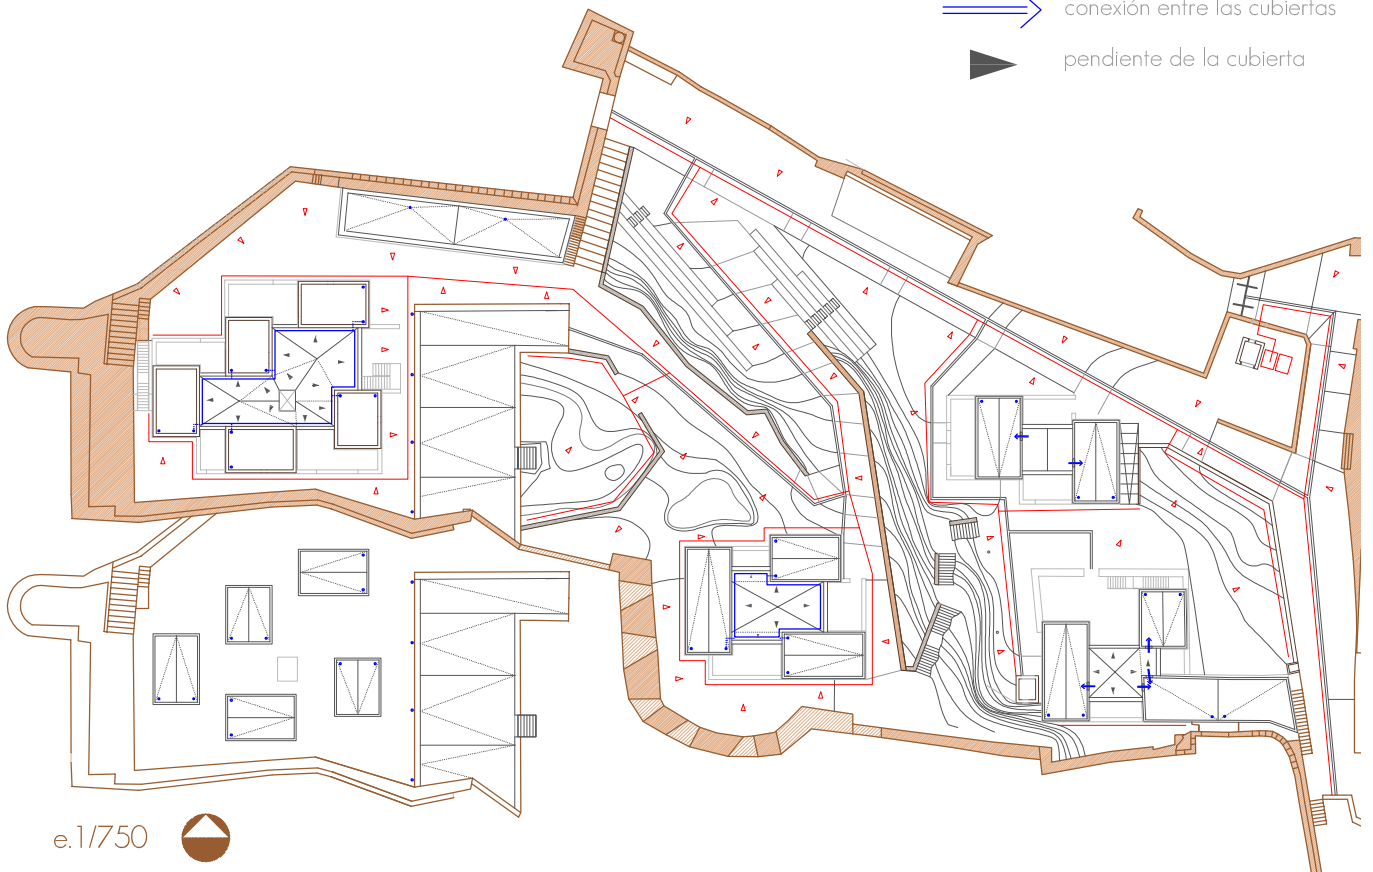 conexión entre las cubiertas
pendiente de la cubierta
e.1/750